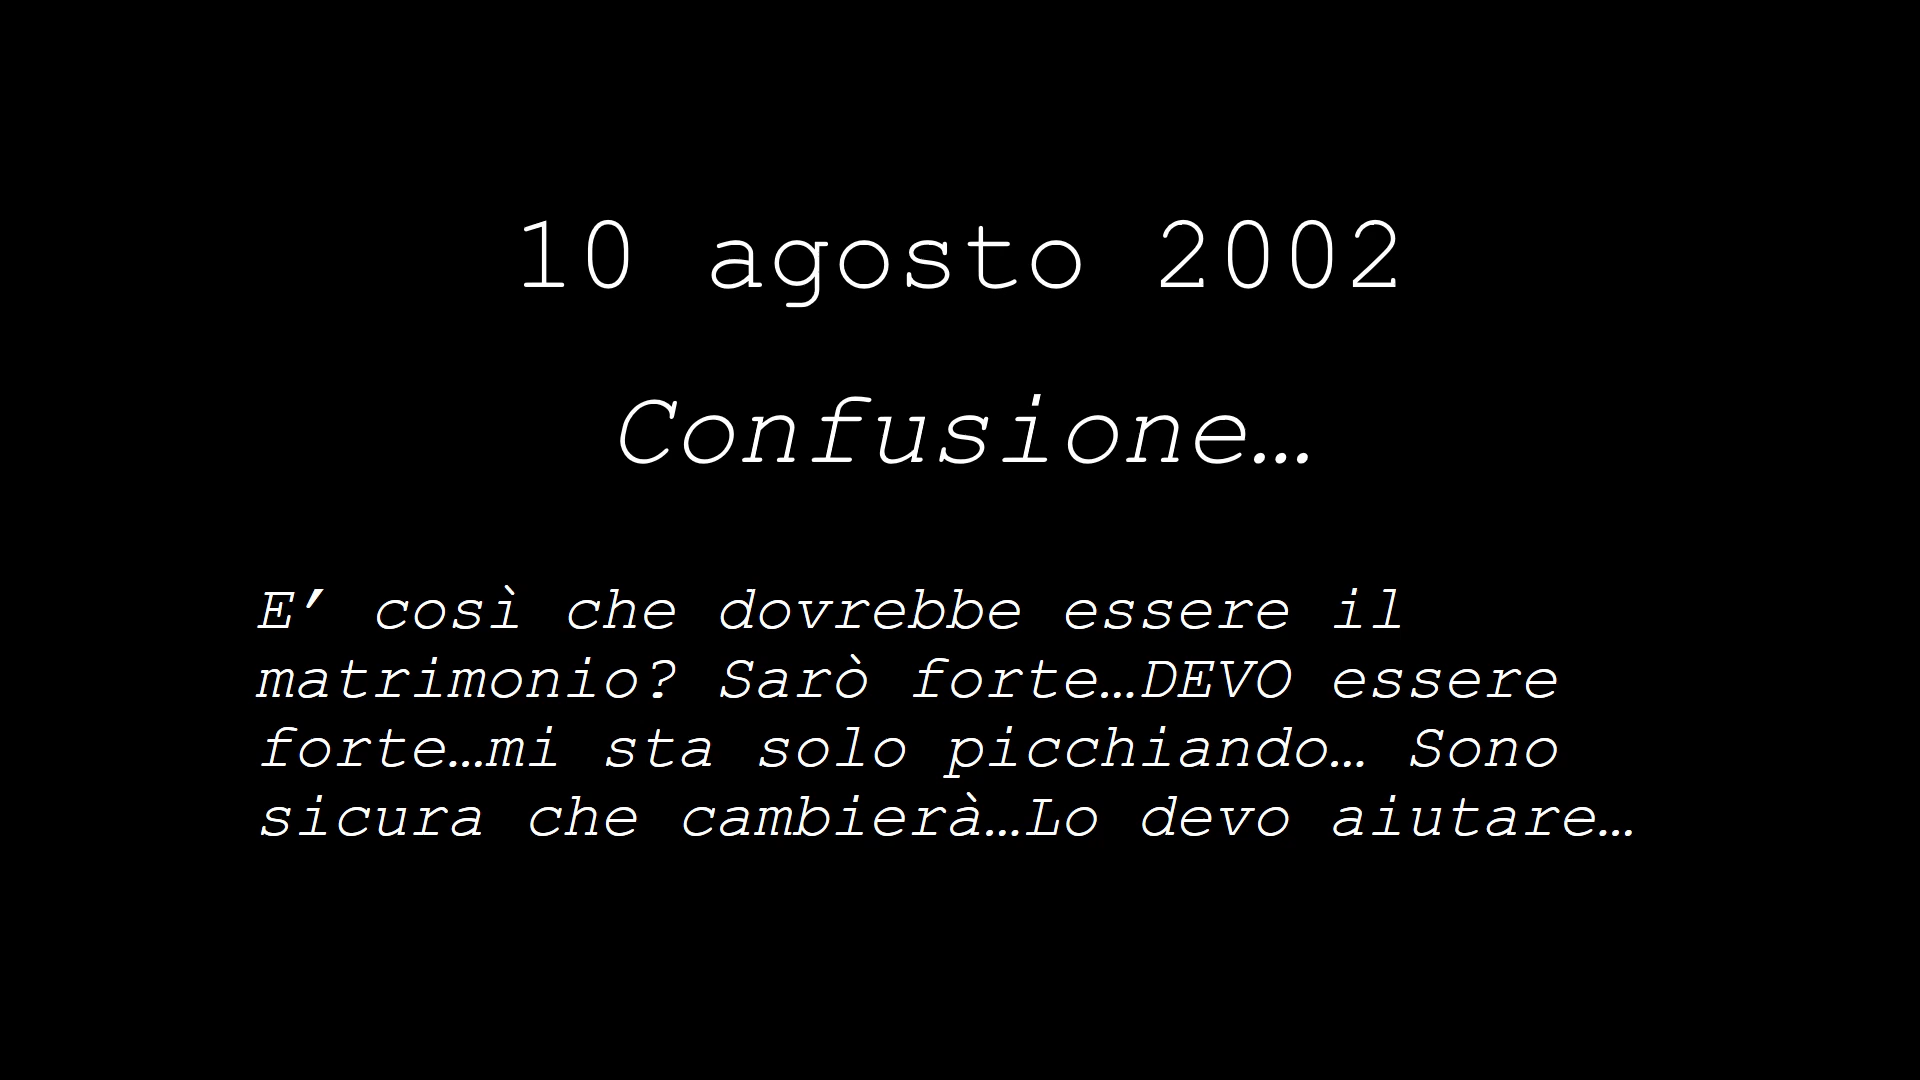 10 agosto 2002
Confusione…
E’ così che dovrebbe essere il
matrimonio? Sarò forte…DEVO essere
forte…mi sta solo picchiando… Sono
sicura che cambierà…Lo devo aiutare…